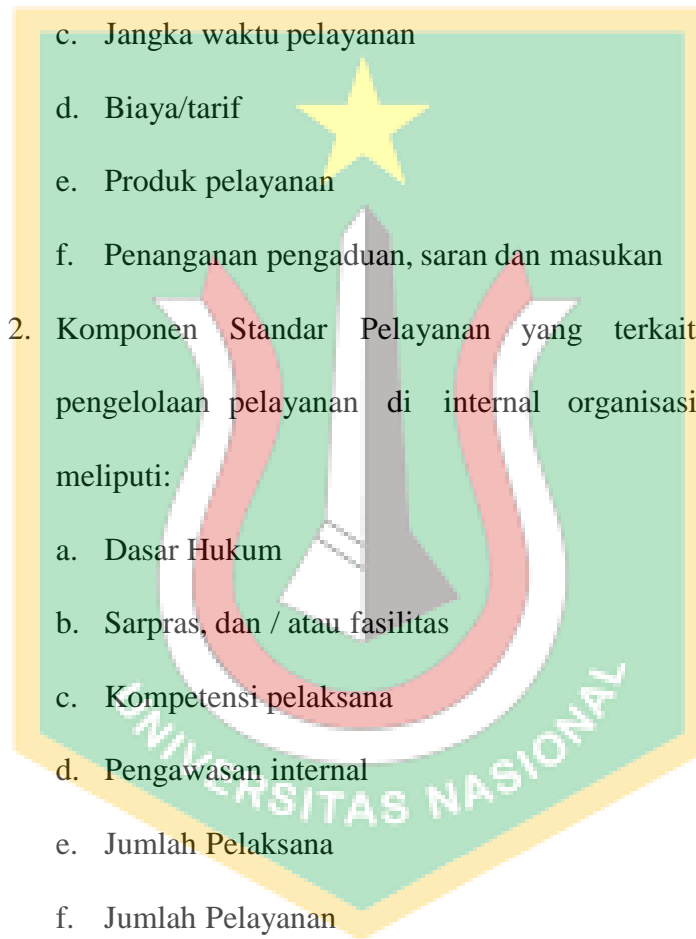 c. Jangka waktu pelayanan
d. Biaya/tarif
e. Produk pelayanan
f. Penanganan pengaduan, saran dan masukan
2. Komponen Standar Pelayanan yang terkait
pengelolaan pelayanan di internal organisasi
meliputi:
a. Dasar Hukum
b. Sarpras, dan / atau fasilitas
c. Kompetensi pelaksana
d. Pengawasan internal
e. Jumlah Pelaksana
f. Jumlah Pelayanan
UNIVERSITAS NASIONAL